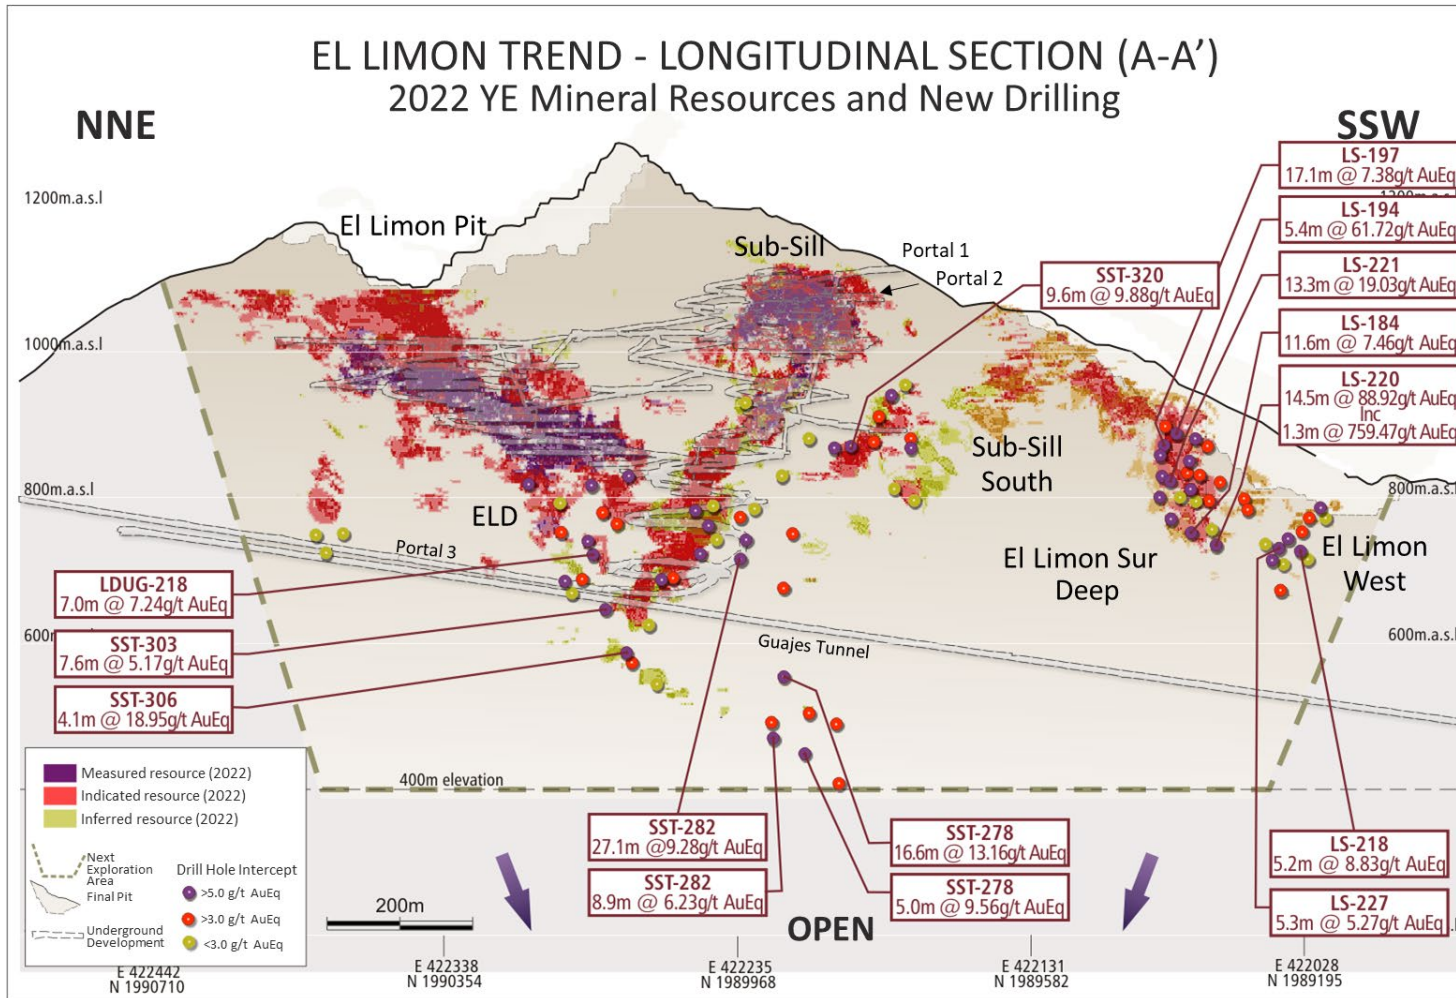 EL LIMON TREND - LONGITUDINAL SECTION (A-A’)
2022 YE Mineral Resources and New Drilling
NNE
SSW
LS-197
17.1m @ 7.38g/t AuEq
1200m.a.s.l
LS-194
5.4m @ 61.72g/t AuEq
El Limon Pit
Sub-Sill
Portal 1
Portal 2
SST-320
9.6m @ 9.88g/t AuEq
LS-221
13.3m @ 19.03g/t AuEq
LS-184
11.6m @ 7.46g/t AuEq
1000m.a.s.l
LS-220
14.5m @ 88.92g/t AuEq
Inc
1.3m @ 759.47g/t AuEq
Sub-Sill
South
800m.a.s.l
800m.a.s.l
ELD
Portal 3
El Limon Sur
Deep
El Limon
West
LDUG-218
7.0m @ 7.24g/t AuEq
SST-303
7.6m @ 5.17g/t AuEq
600m
600m.a.s.l
Guajes Tunnel
SST-306
4.1m @ 18.95g/t AuEq
400m elevation
Measured resource (2022)
Indicated resource (2022)
Inferred resource (2022)
Next
Exploration
Area
Final Pit
Underground
Development
Drill Hole Intercept
>5.0 g/t AuEq
>3.0 g/t AuEq
<3.0 g/t AuEq
200m
SST-282
27.1m @9.28g/t AuEq
SST-282
8.9m @ 6.23g/t AuEq
SST-278
16.6m @ 13.16g/t AuEq
SST-278
5.0m @ 9.56g/t AuEq
LS-218
5.2m @ 8.83g/t AuEq
LS-227
5.3m @ 5.27g/t AuEq
OPEN
E 422442
N 1990710
E 422338
N 1990354
E 422235
N 1989968
E 422131
N 1989582
E 422028
N 1989195